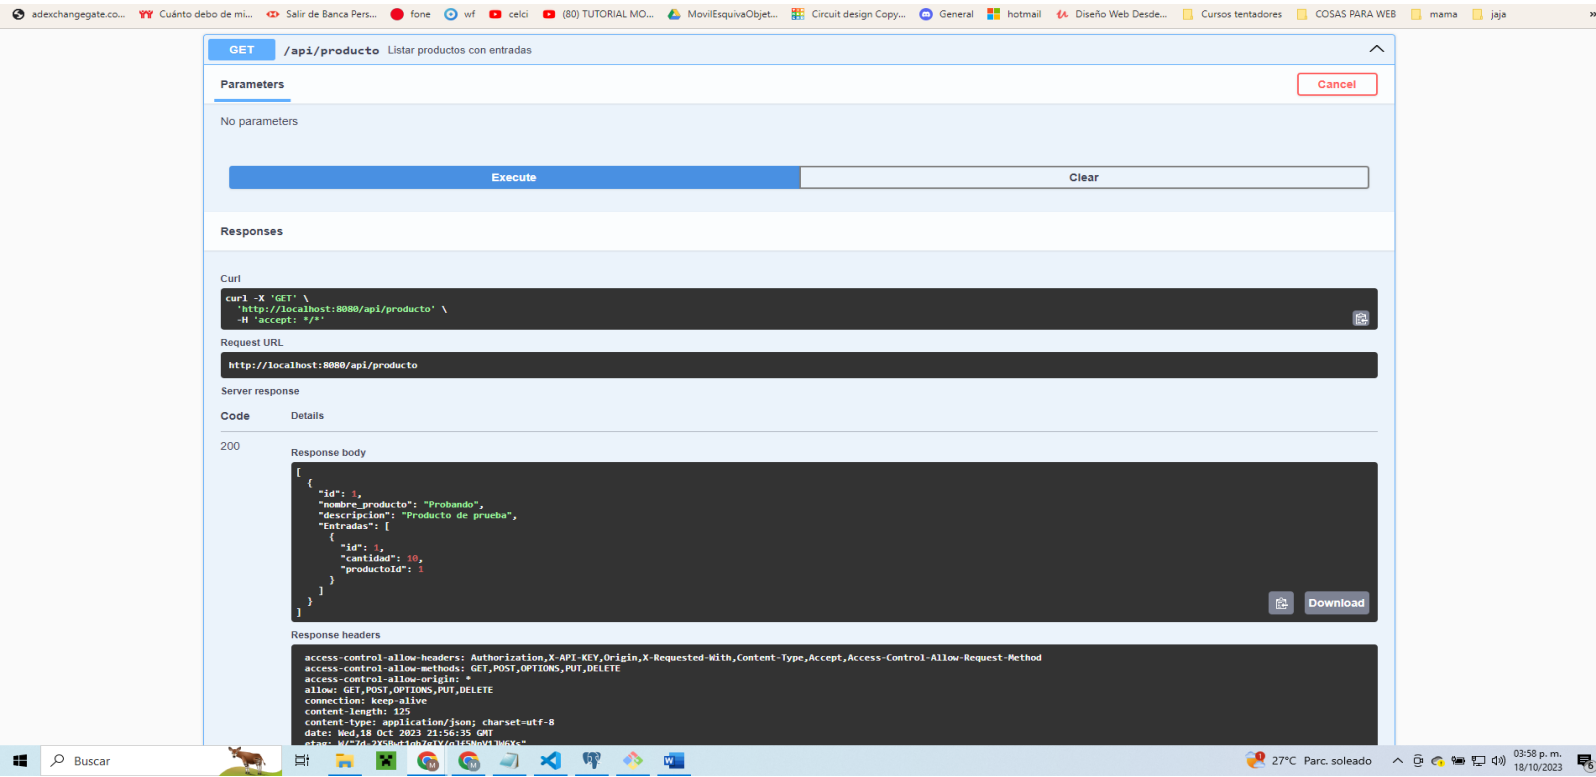 adexchangegate.co... Cuánto debo de mi... Salir de Banca Pers... fone wf celci (80) TUTORIAL MO... MovilEsquivaObjet... Circuit design Copy... General hotmail Diseño Web Desde... Cursos tentadores COSAS PARA WEB mama jaja »
GET /api/producto Listar productos con entradas
Parameters Cancel
No parameters
Execute Clear
Responses
Curl
curl -X 'GET' \
'http://localhost:8080/api/producto' \
-H 'accept: */*'
Request URL
http://localhost:8080/api/producto
Server response
Code Details
200
Response body
[
{
"id": 1,
"nombre_producto": "Probando",
"descripcion": "Producto de prueba",
"Entradas": [
{
"id": 1,
"cantidad": 10,
"productoId": 1
}
]
}
]
Download
Response headers
access-control-allow-headers: Authorization,X-API-KEY,Origin,X-Requested-With,Content-Type,Accept,Access-Control-Allow-Request-Method
access-control-allow-methods: GET,POST,OPTIONS,PUT,DELETE
access-control-allow-origin: *
allow: GET,POST,OPTIONS,PUT,DELETE
connection: keep-alive
content-length: 125
content-type: application/json; charset=utf-8
date: Wed,18 Oct 2023 21:56:35 GMT
etag:
Buscar 27°C Parc. soleado 03:58 p. m.
18/10/2023